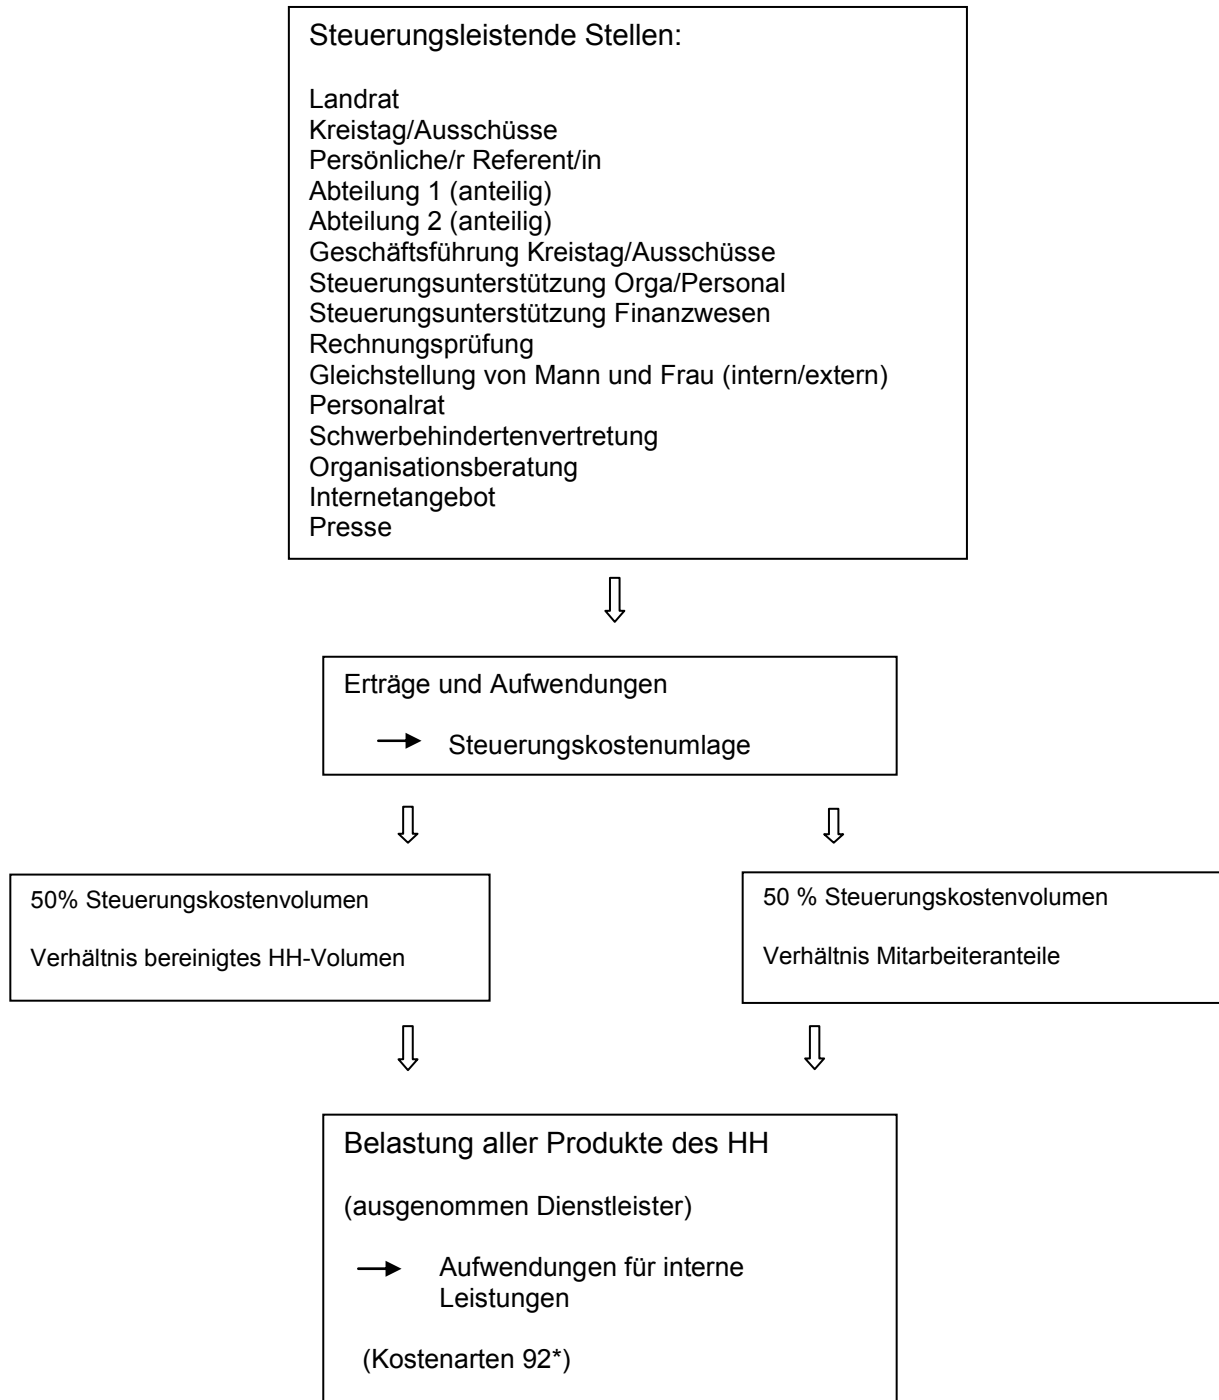 Steuerungsleistende Stellen:
Landrat
Kreistag/Ausschüsse
Persönliche/r Referent/in
Abteilung 1 (anteilig)
Abteilung 2 (anteilig)
Geschäftsführung Kreistag/Ausschüsse
Steuerungsunterstützung Orga/Personal
Steuerungsunterstützung Finanzwesen
Rechnungsprüfung
Gleichstellung von Mann und Frau (intern/extern)
Personalrat
Schwerbehindertenvertretung
Organisationsberatung
Internetangebot
Presse
Erträge und Aufwendungen
Steuerungskostenumlage
50% Steuerungskostenvolumen
Verhältnis bereinigtes HH-Volumen
50 % Steuerungskostenvolumen
Verhältnis Mitarbeiteranteile
Belastung aller Produkte des HH
(ausgenommen Dienstleister)
Aufwendungen für interne
Leistungen
(Kostenarten 92*)